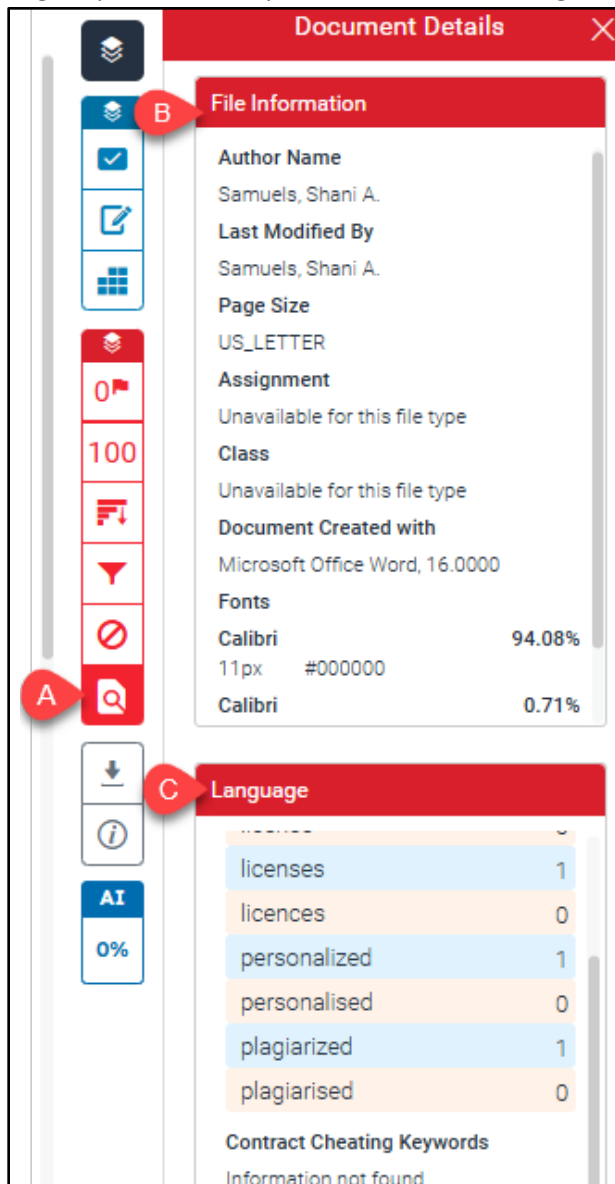 Document Details
B
File Information
Author Name
Samuels, Shani A.
Last Modified By
Samuels, Shani A.
Page Size
US_LETTER
Assignment
Unavailable for this file type
Class
Unavailable for this file type
Document Created with
Microsoft Office Word, 16.0000
Fonts
Calibri 94.08%
11px #000000
Calibri 0.71%
0
100
A
AI
0%
C
Language
licenses 1
licences 0
personalized 1
personalised 0
plagiarized 1
plagiarised 0
Contract Cheating Keywords
Information not found